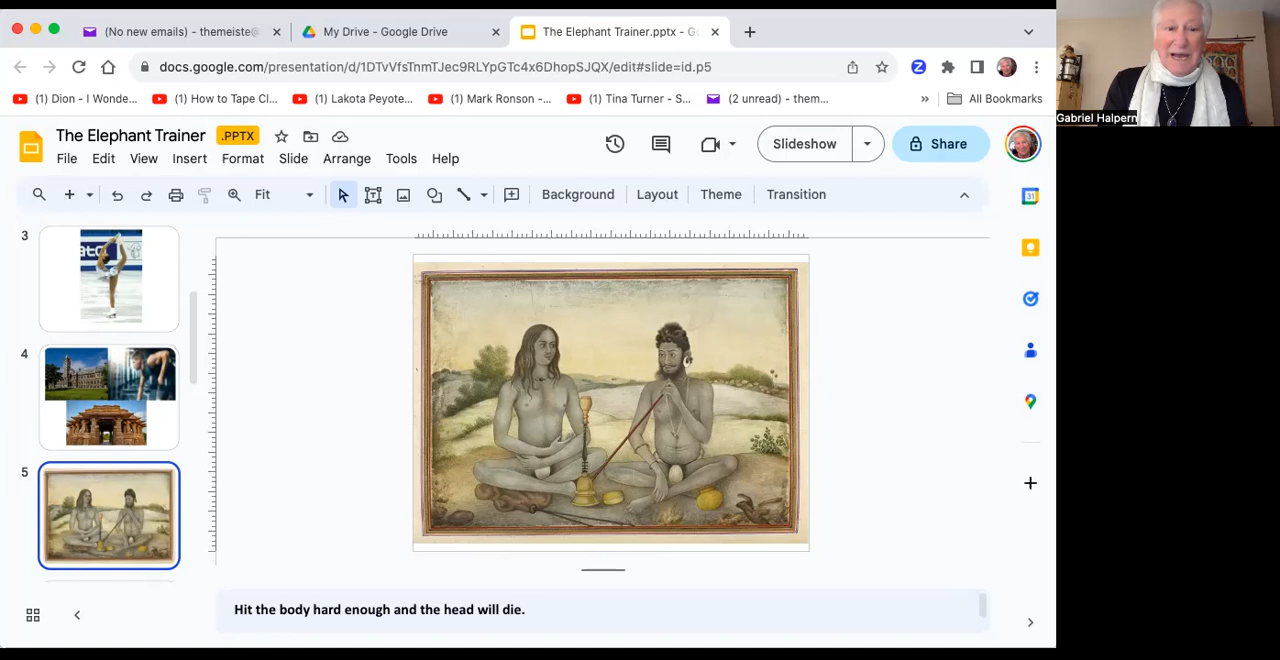 (No new emails) - themeiste@
My Drive - Google Drive
The Elephant Trainer.pptx - G
docs.google.com/presentation/d/1DTvVfsTnmTJec9RLYpGTc4x6DhopSJQX/edit#slide=id.p5
(1) Dion - I Wonde...
(1) How to Tape Cl...
(1) Lakota Peyote...
(1) Mark Ronson -...
(1) Tina Turner - S...
(2 unread) - them...
»
All Bookmarks
Gabriel Halpern
The Elephant Trainer
.PPTX
File Edit View Insert Format Slide Arrange Tools Help
Slideshow
Share
Fit
Background
Layout
Theme
Transition
31
3
4
5
Hit the body hard enough and the head will die.